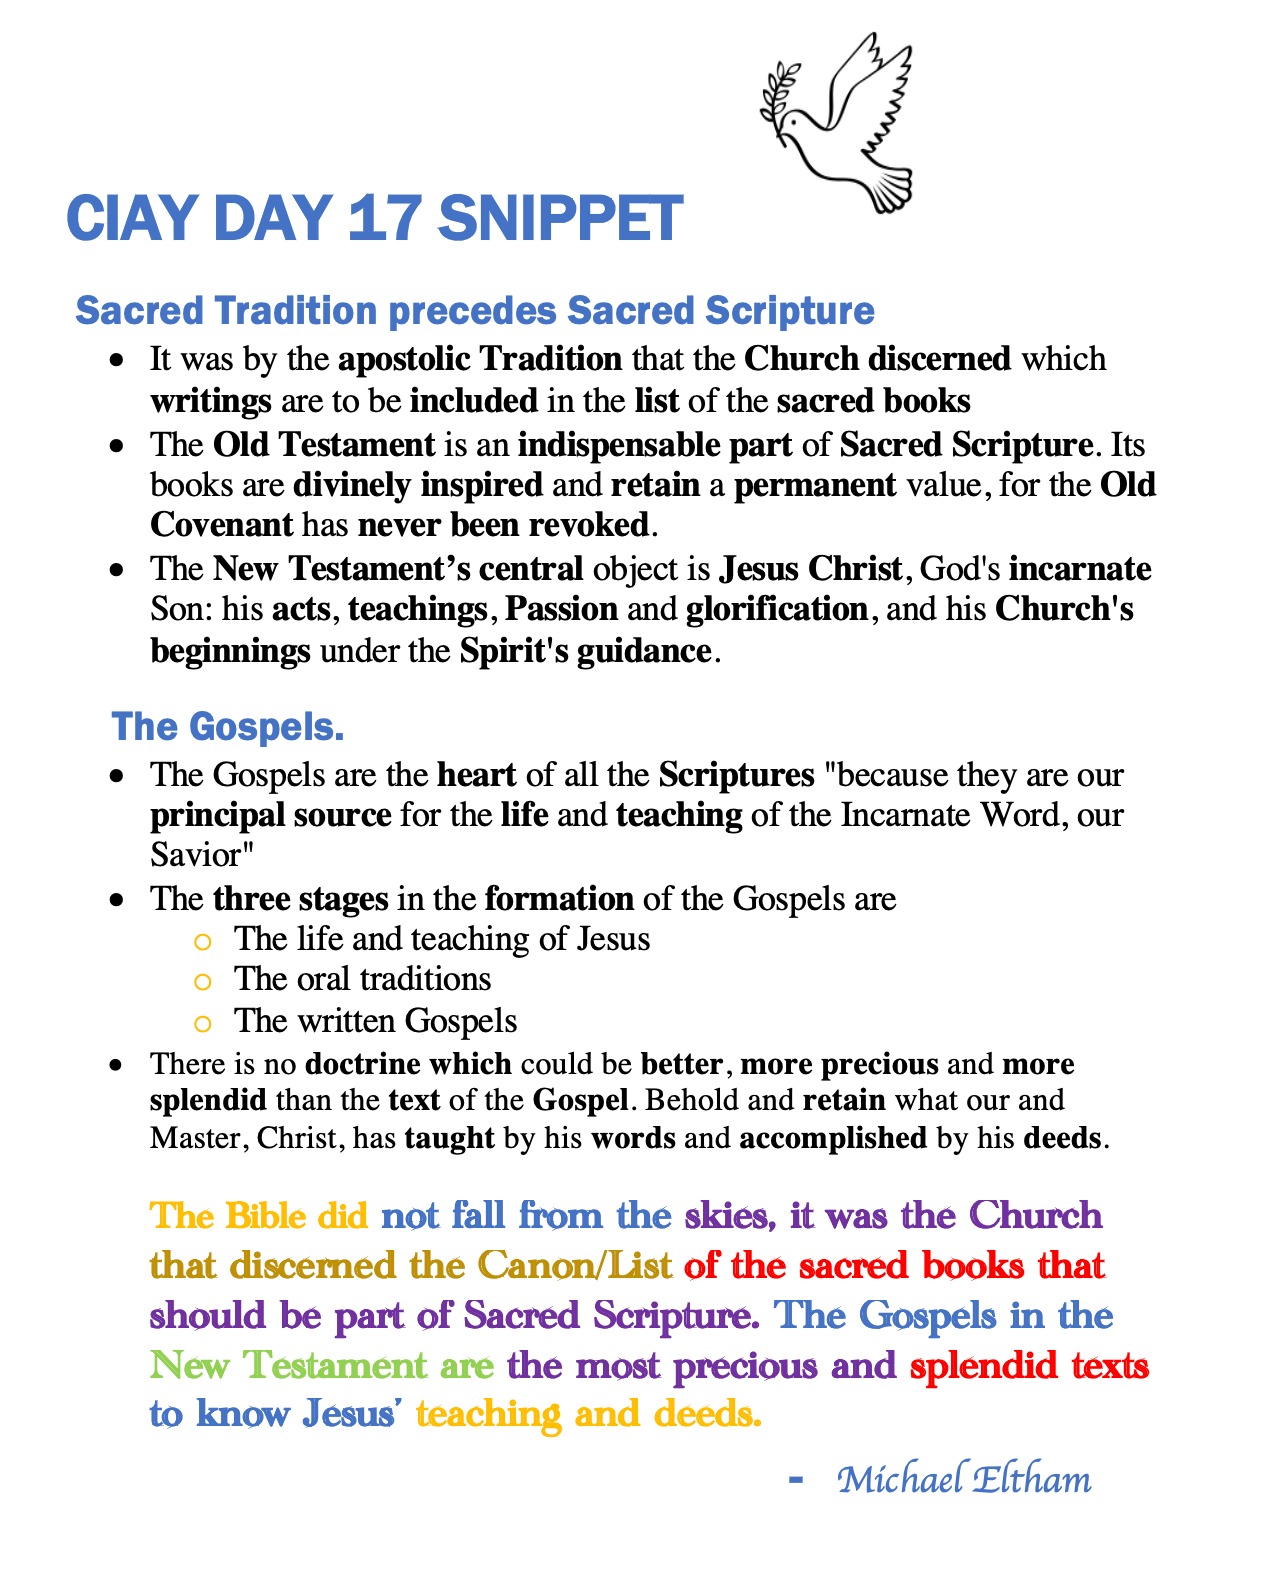 CIAY DAY 17 SNIPPET
Sacred Tradition precedes Sacred Scripture
• It was by the apostolic Tradition that the Church discerned which
writings are to be included in the list of the sacred books
• The Old Testament is an indispensable part of Sacred Scripture. Its
books are divinely inspired and retain a permanent value, for the Old
Covenant has never been revoked.
• The New Testament’s central object is Jesus Christ, God's incarnate
Son: his acts, teachings, Passion and glorification, and his Church's
beginnings under the Spirit's guidance.
The Gospels.
• The Gospels are the heart of all the Scriptures "because they are our
principal source for the life and teaching of the Incarnate Word, our
Savior"
• The three stages in the formation of the Gospels are
o The life and teaching of Jesus
o The oral traditions
o The written Gospels
• There is no doctrine which could be better, more precious and more
splendid than the text of the Gospel. Behold and retain what our and
Master, Christ, has taught by his words and accomplished by his deeds.
The Bible did not fall from the skies, it was the Church
that discerned the Canon/List of the sacred books that
should be part of Sacred Scripture. The Gospels in the
New Testament are the most precious and splendid texts
to know Jesus’ teaching and deeds.
- Michael Eltham